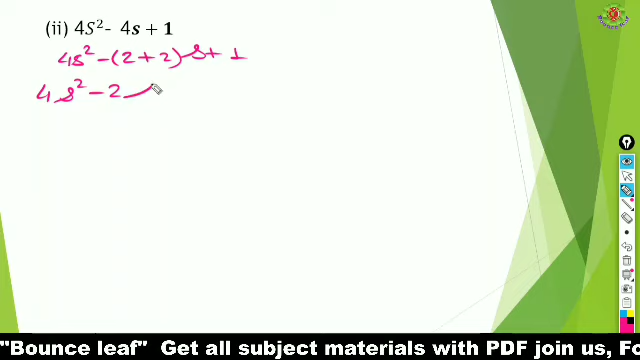 (ii) 4S² - 4s + 1
4s² - (2 + 2) s + 1
4s² - 2
"Bounce leaf" Get all subject materials with PDF join us, Fo